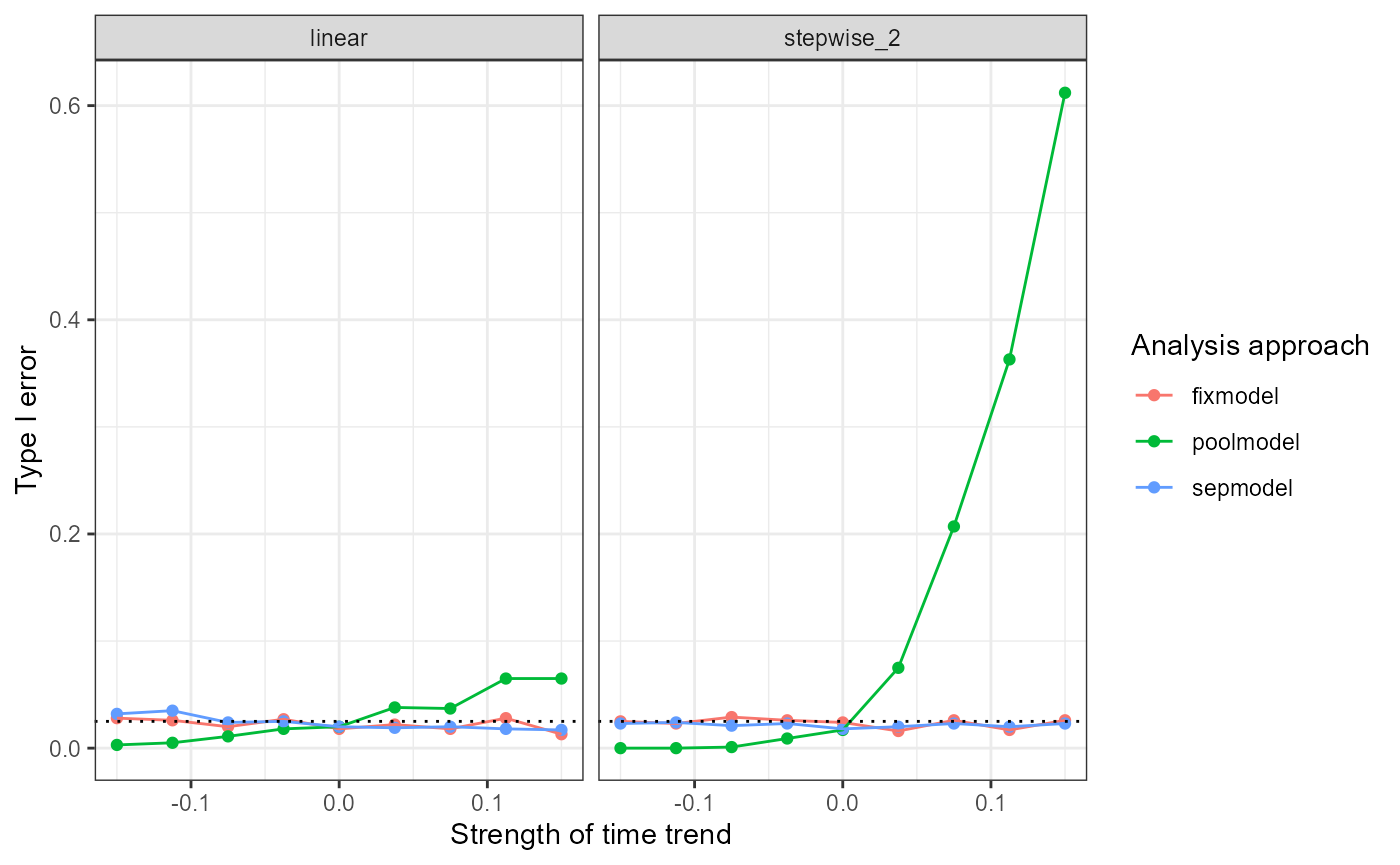 linear
stepwise_2
Type I error
0.6
0.4
0.2
0.0
-0.1 0.0 0.1
-0.1 0.0 0.1
Strength of time trend
Analysis approach
fixmodel
poolmodel
sepmodel